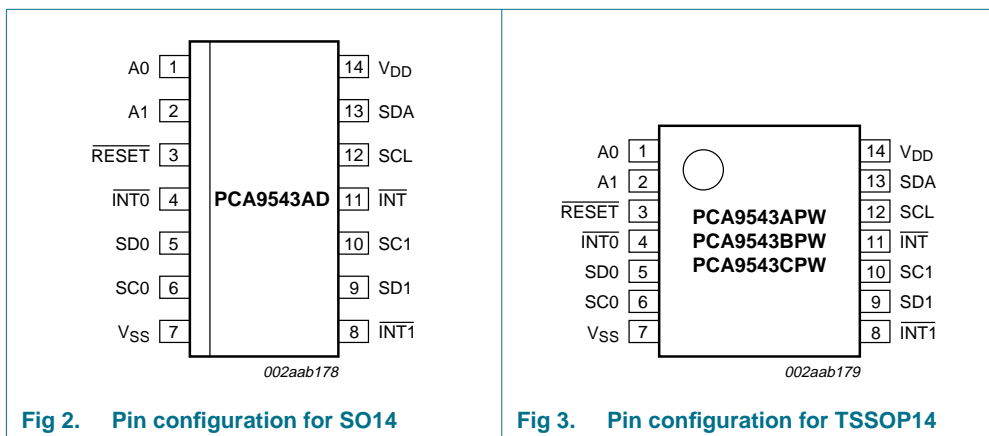 A0 1 14 VDD
A1 2 13 SDA
RESET 3 12 SCL
INT0 4 PCA9543AD 11 INT
SD0 5 10 SC1
SC0 6 9 SD1
VSS 7 8 INT1
002aab178
Fig 2. Pin configuration for SO14
A0 1 14 VDD
A1 2 13 SDA
RESET 3 12 SCL
PCA9543APW
INT0 4 PCA9543BPW 11 INT
PCA9543CPW
SD0 5 10 SC1
SC0 6 9 SD1
VSS 7 8 INT1
002aab179
Fig 3. Pin configuration for TSSOP14